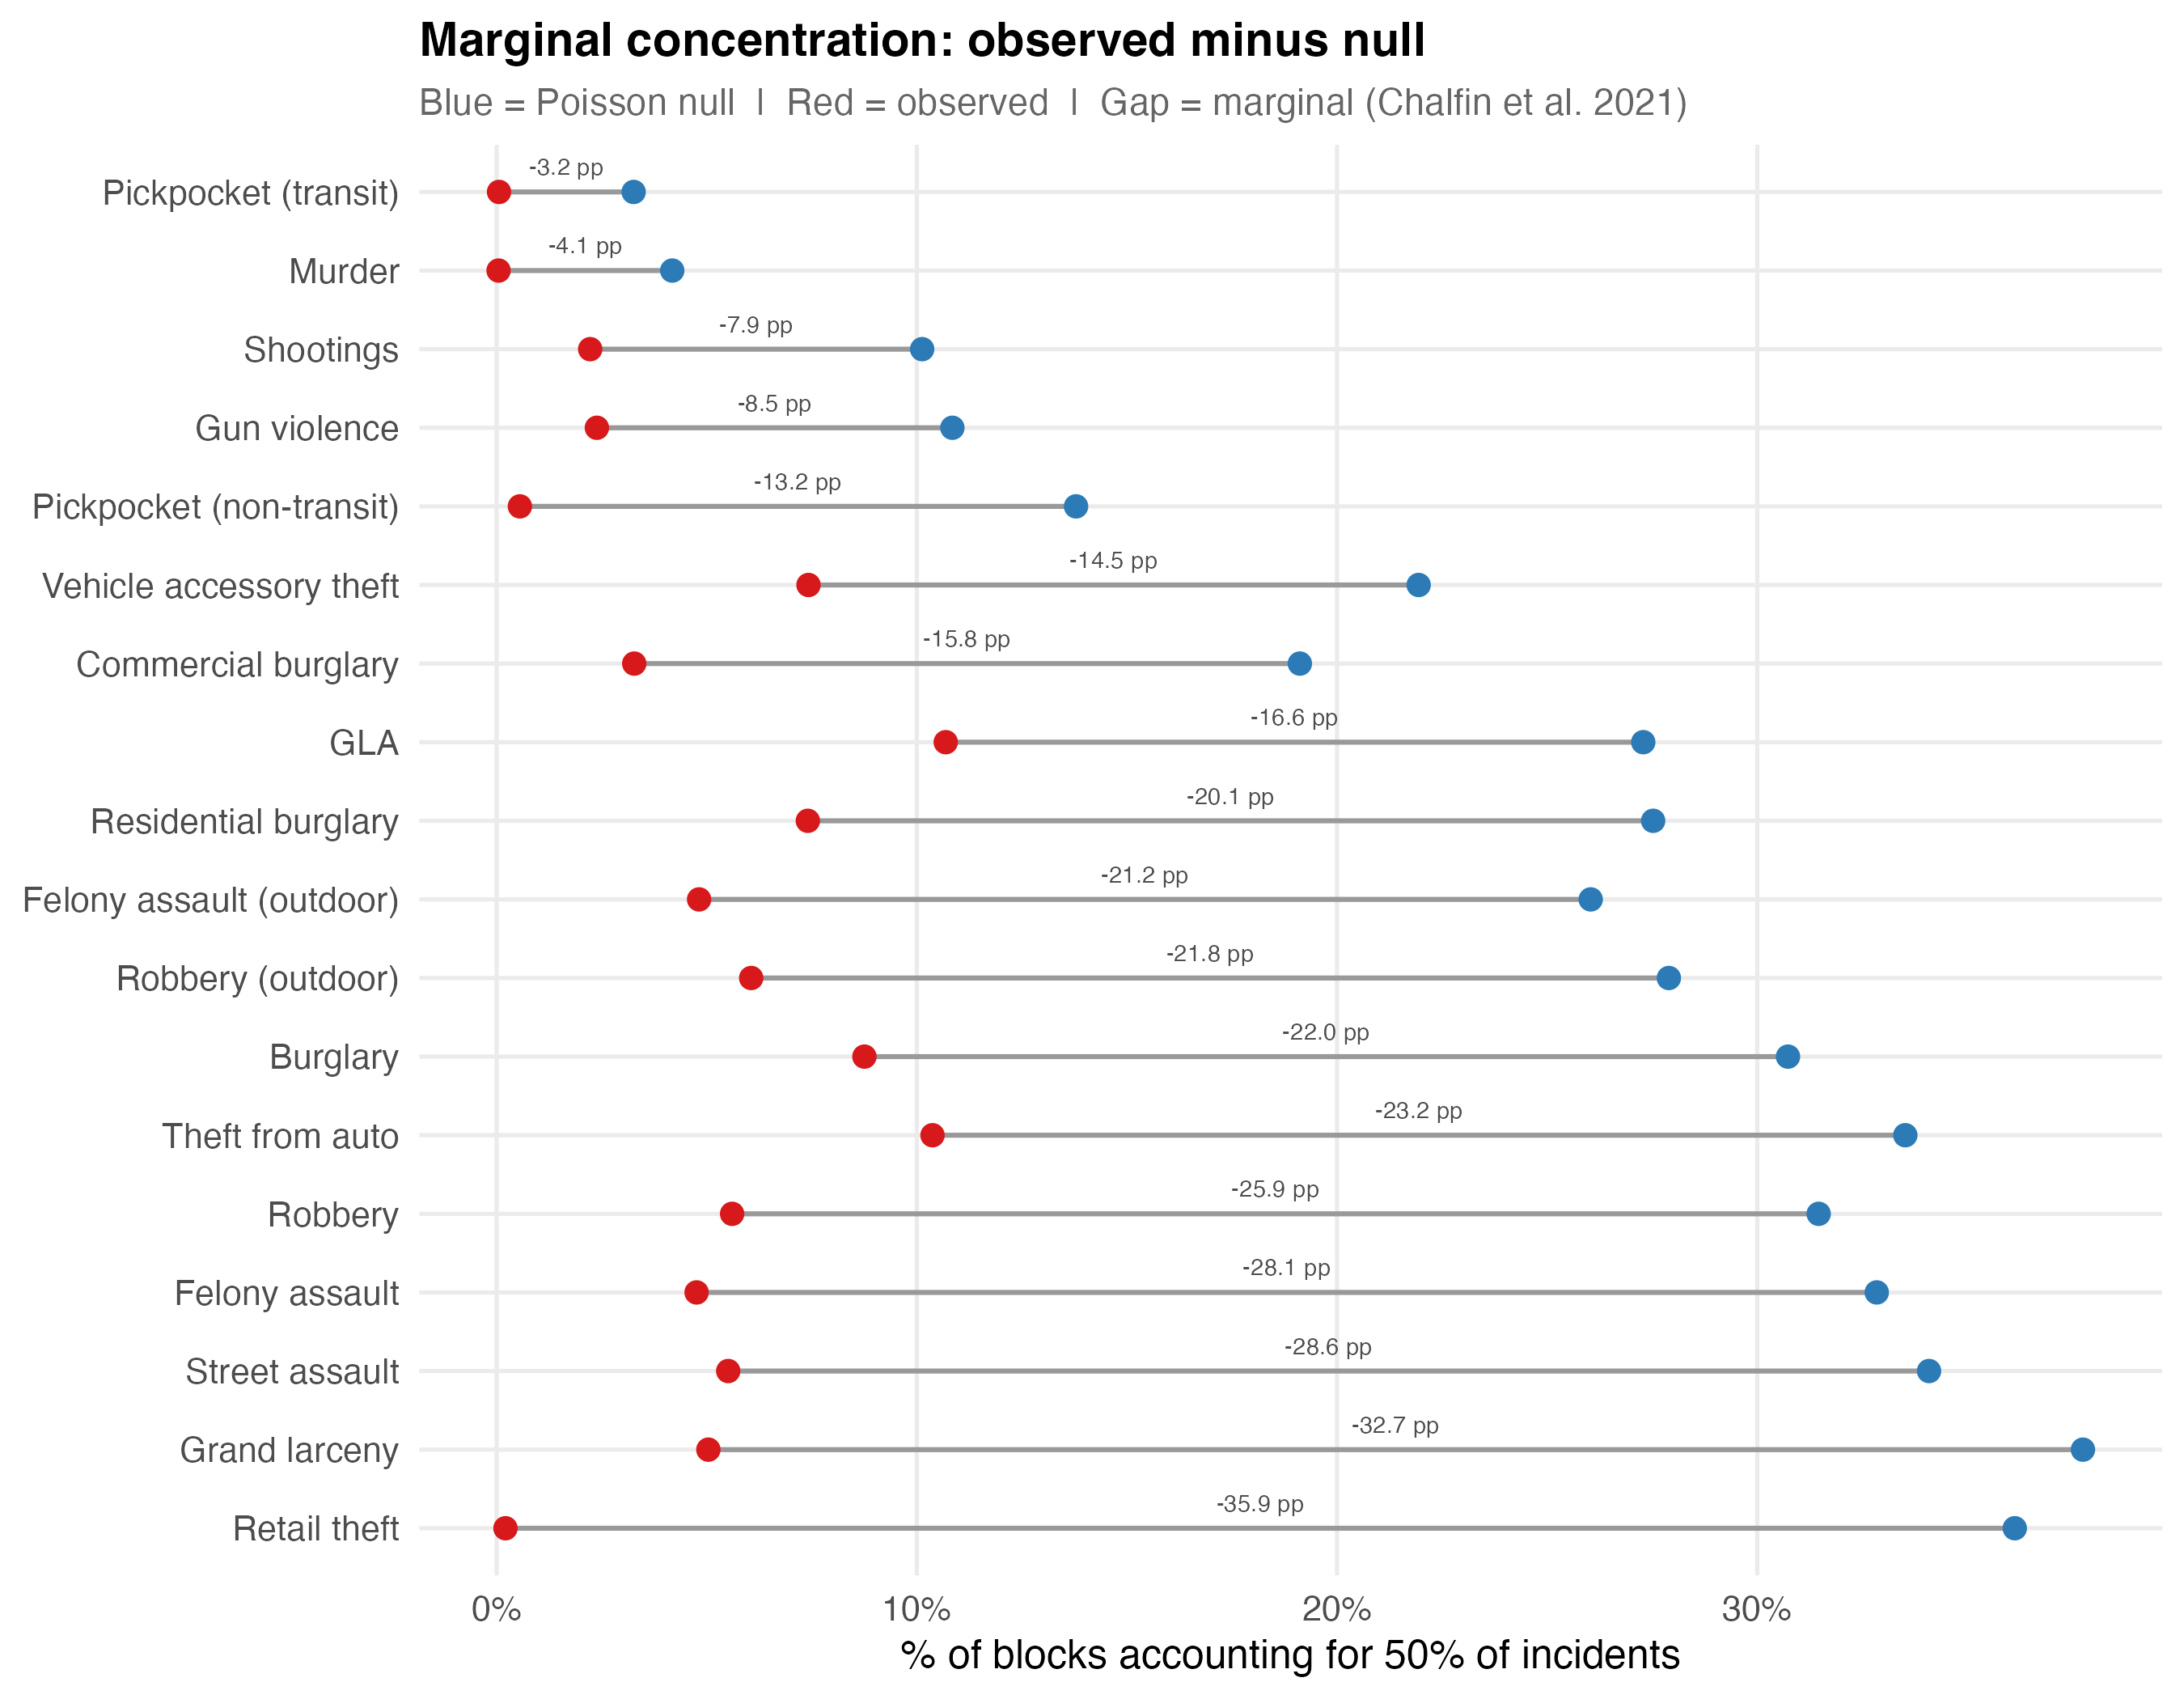 Marginal concentration: observed minus null
Blue = Poisson null | Red = observed | Gap = marginal (Chalfin et al. 2021)
Pickpocket (transit)
-3.2 pp
Murder
-4.1 pp
Shootings
-7.9 pp
Gun violence
-8.5 pp
Pickpocket (non-transit)
-13.2 pp
Vehicle accessory theft
-14.5 pp
Commercial burglary
-15.8 pp
GLA
-16.6 pp
Residential burglary
-20.1 pp
Felony assault (outdoor)
-21.2 pp
Robbery (outdoor)
-21.8 pp
Burglary
-22.0 pp
Theft from auto
-23.2 pp
Robbery
-25.9 pp
Felony assault
-28.1 pp
Street assault
-28.6 pp
Grand larceny
-32.7 pp
Retail theft
-35.9 pp
0% 10% 20% 30%
% of blocks accounting for 50% of incidents